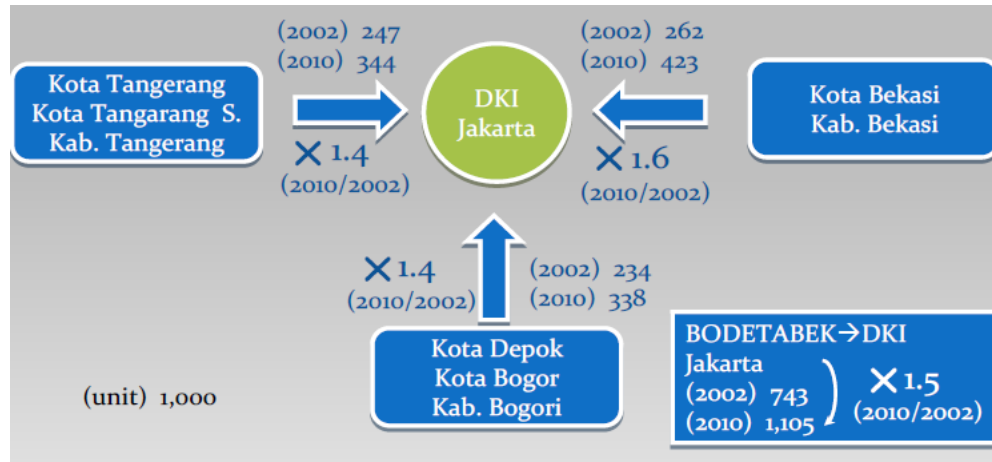 (2002) 247
(2010) 344
(2002) 262
(2010) 423
Kota Tangerang
Kota Tangarang S.
Kab. Tangerang
DKI
Jakarta
Kota Bekasi
Kab. Bekasi
×1.4
(2010/2002)
×1.6
(2010/2002)
×1.4
(2010/2002)
(2002) 234
(2010) 338
Kota Depok
Kota Bogor
Kab. Bogori
(unit) 1,000
BODETABEK→DKI
Jakarta
(2002) 743
(2010) 1,105
×1.5
(2010/2002)